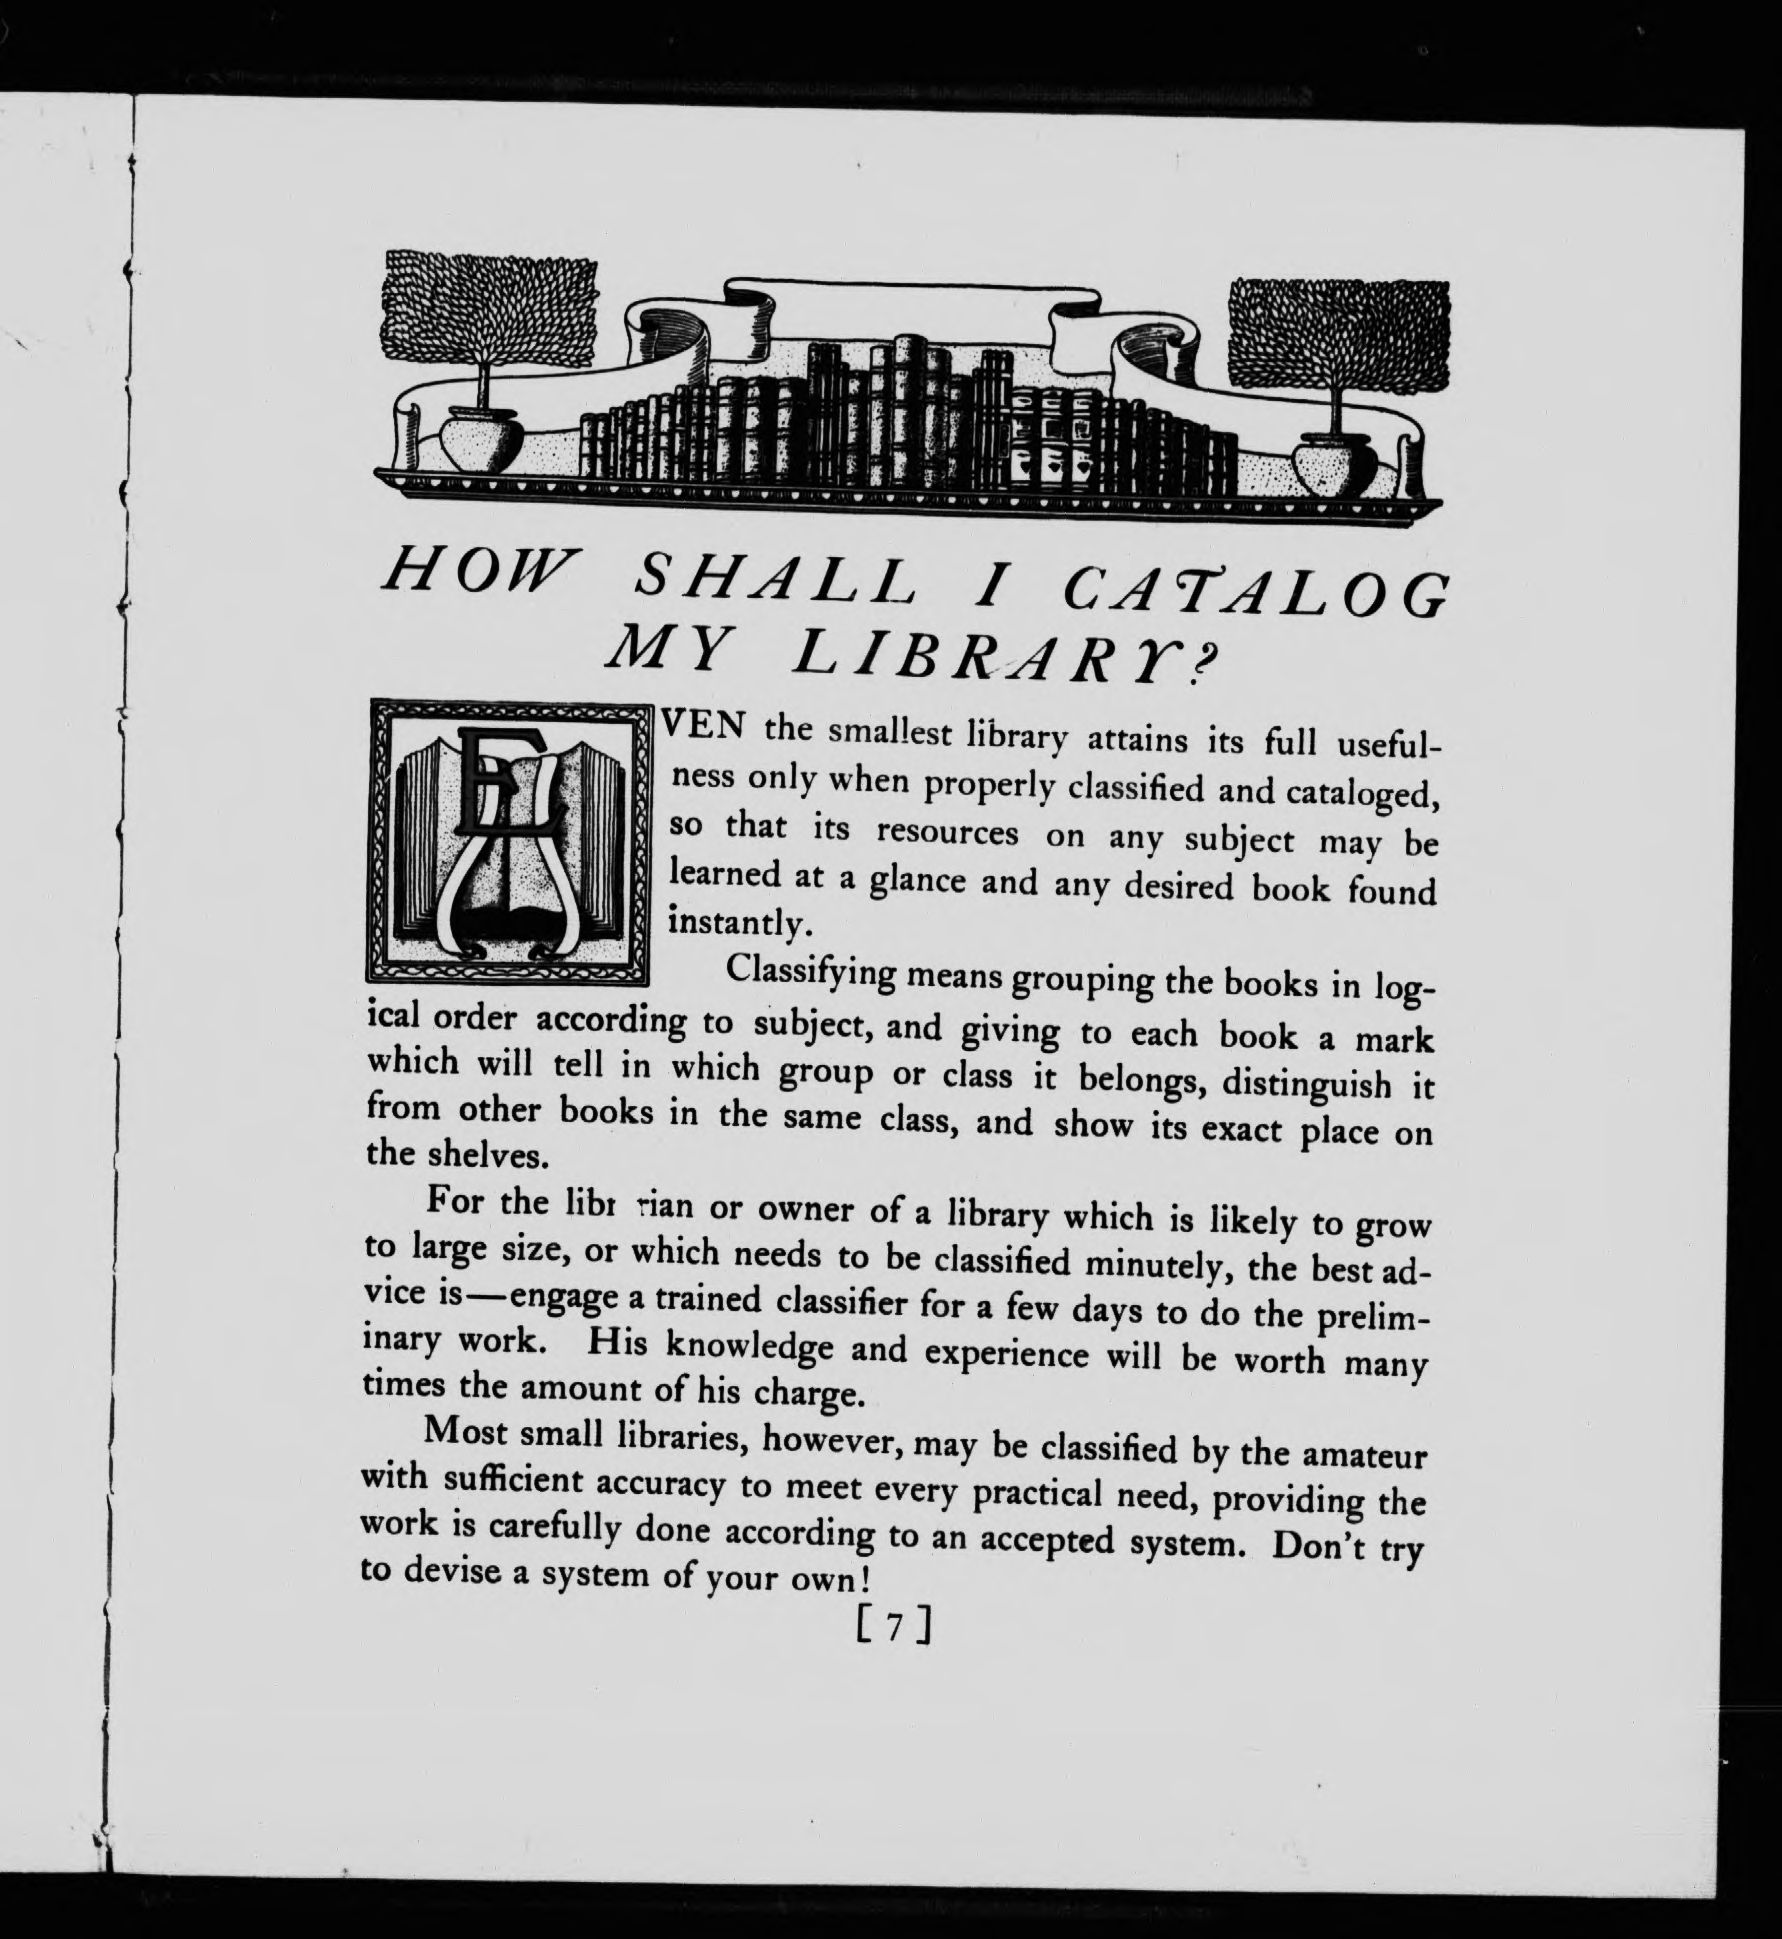 HOW SHALL I CATALOG
MY LIBRARY?
EVEN the smallest library attains its full useful-
ness only when properly classified and cataloged,
so that its resources on any subject may be
learned at a glance and any desired book found
instantly.
Classifying means grouping the books in log-
ical order according to subject, and giving to each book a mark
which will tell in which group or class it belongs, distinguish it
from other books in the same class, and show its exact place on
the shelves.
For the libr rian or owner of a library which is likely to grow
to large size, or which needs to be classified minutely, the best ad-
vice is—engage a trained classifier for a few days to do the prelim-
inary work. His knowledge and experience will be worth many
times the amount of his charge.
Most small libraries, however, may be classified by the amateur
with sufficient accuracy to meet every practical need, providing the
work is carefully done according to an accepted system. Don't try
to devise a system of your own!
[ 7 ]